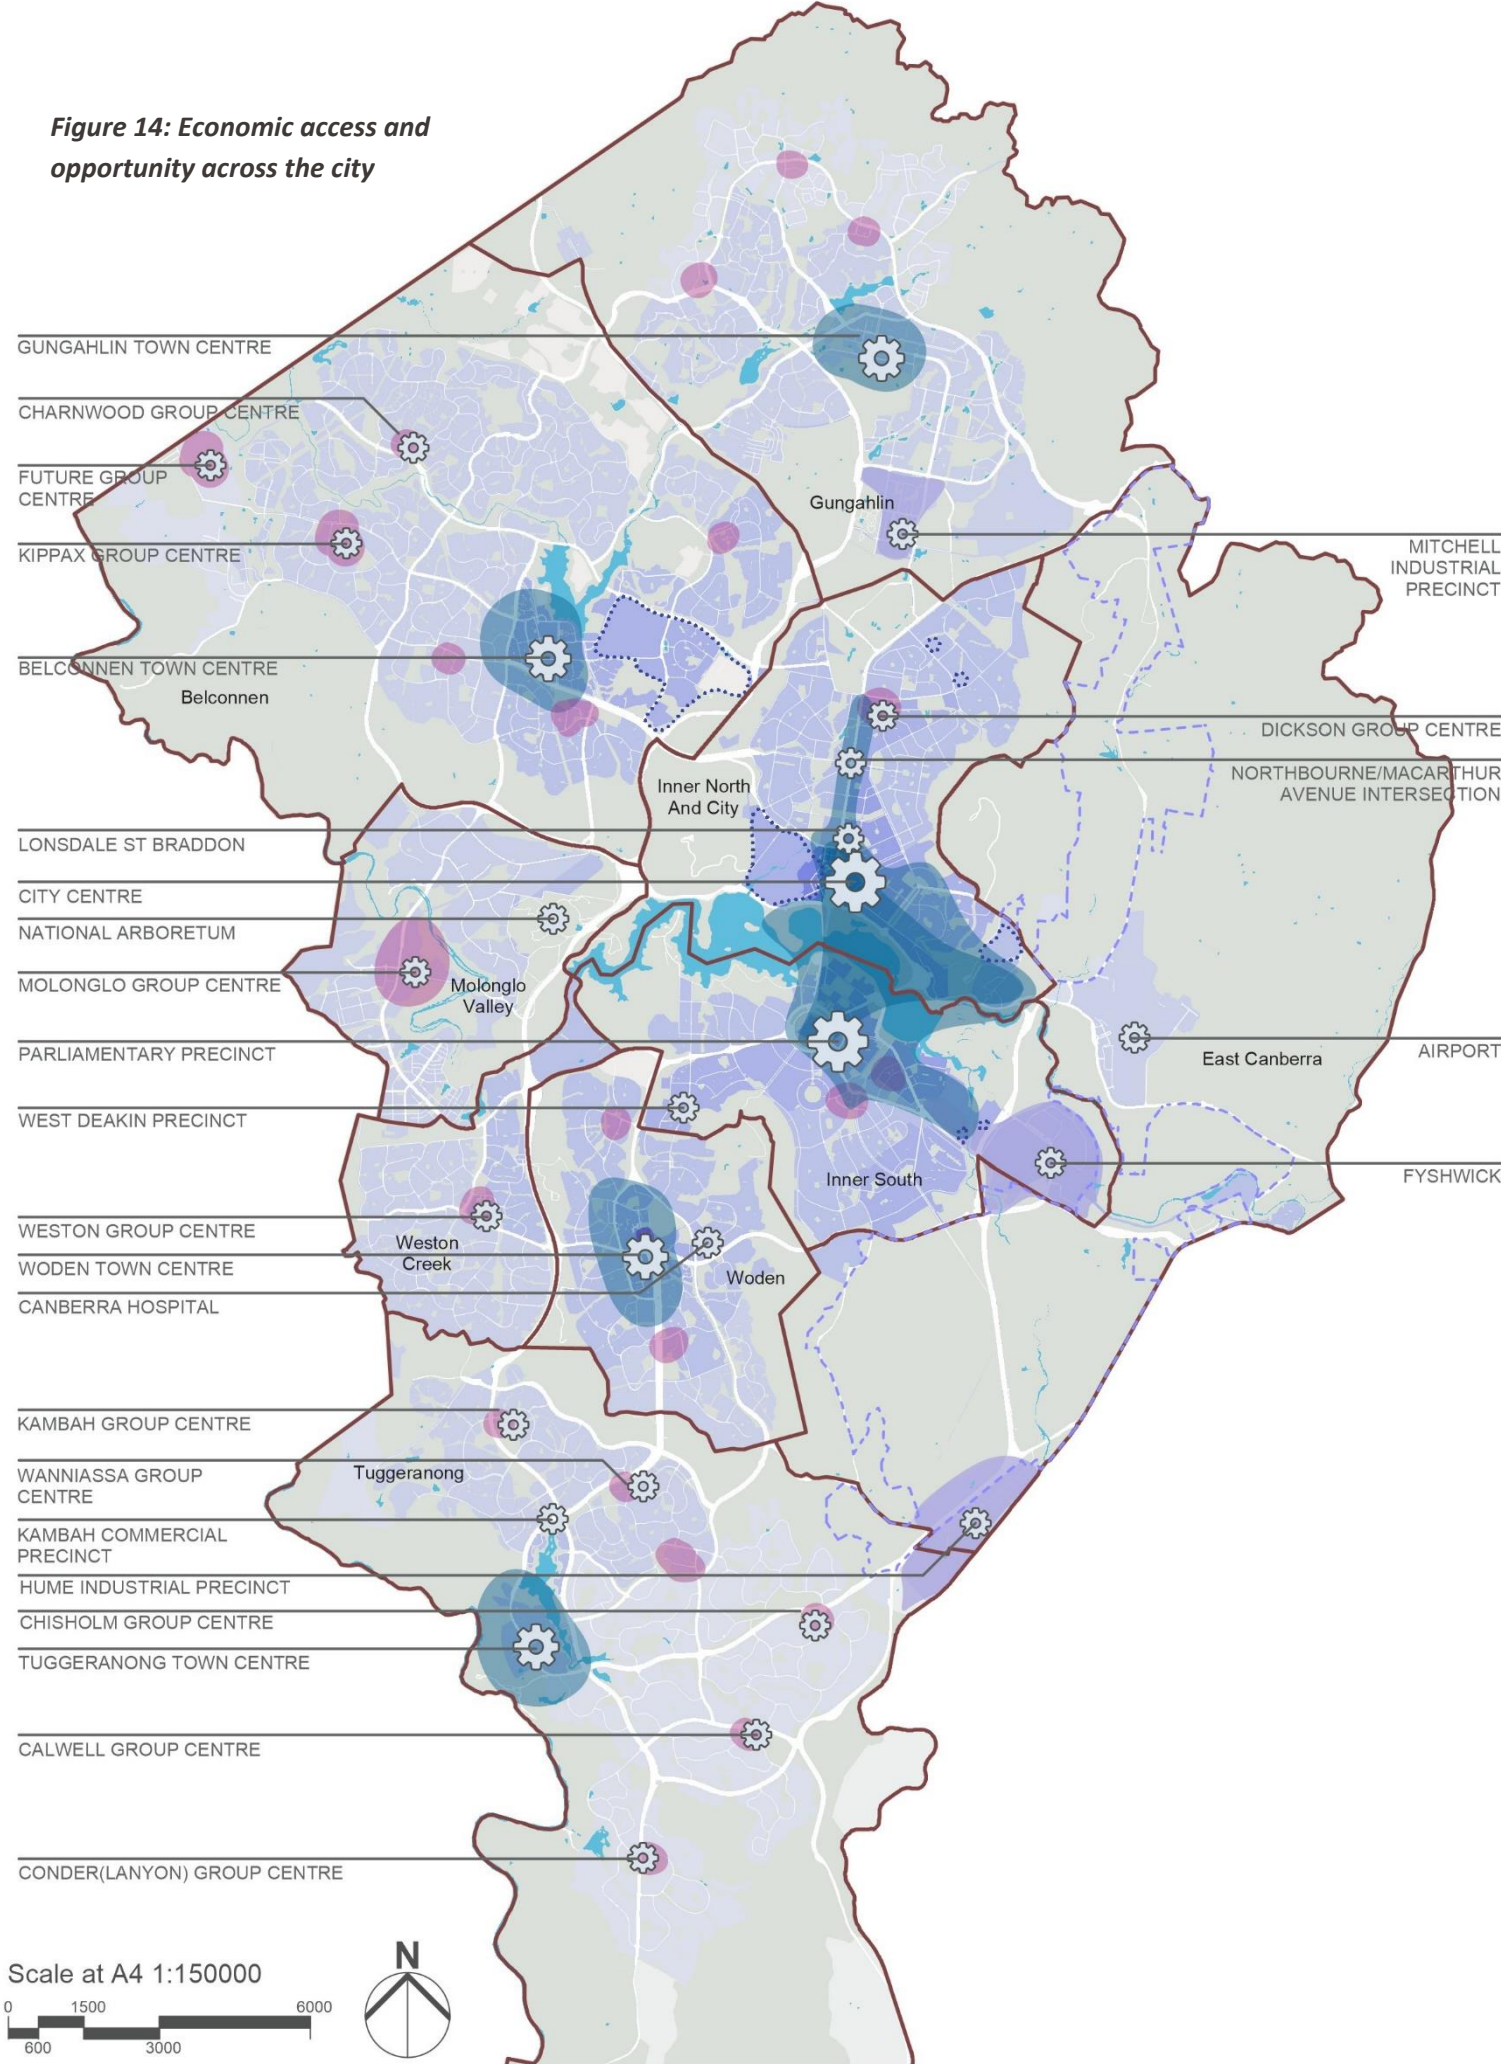 Figure 14: Economic access and
opportunity across the city
GUNGAHLIN TOWN CENTRE
CHARNWOOD GROUP CENTRE
FUTURE GROUP
CENTRE
KIPPAX GROUP CENTRE
BELCONNEN TOWN CENTRE
Belconnen
Gungahlin
MITCHELL
INDUSTRIAL
PRECINCT
DICKSON GROUP CENTRE
NORTHBOURNE/MACARTHUR
AVENUE INTERSECTION
Inner North
And City
LONSDALE ST BRADDON
CITY CENTRE
NATIONAL ARBORETUM
MOLONGLO GROUP CENTRE
Molonglo
Valley
PARLIAMENTARY PRECINCT
East Canberra
AIRPORT
WEST DEAKIN PRECINCT
Inner South
FYSHWICK
WESTON GROUP CENTRE
Weston
Creek
WODEN TOWN CENTRE
Woden
CANBERRA HOSPITAL
KAMBAH GROUP CENTRE
Tuggeranong
WANNIASSA GROUP
CENTRE
KAMBAH COMMERCIAL
PRECINCT
HUME INDUSTRIAL PRECINCT
CHISHOLM GROUP CENTRE
TUGGERANONG TOWN CENTRE
CALWELL GROUP CENTRE
CONDER(LANYON) GROUP CENTRE
N
Scale at A4 1:150000
0 1500 6000
600 3000